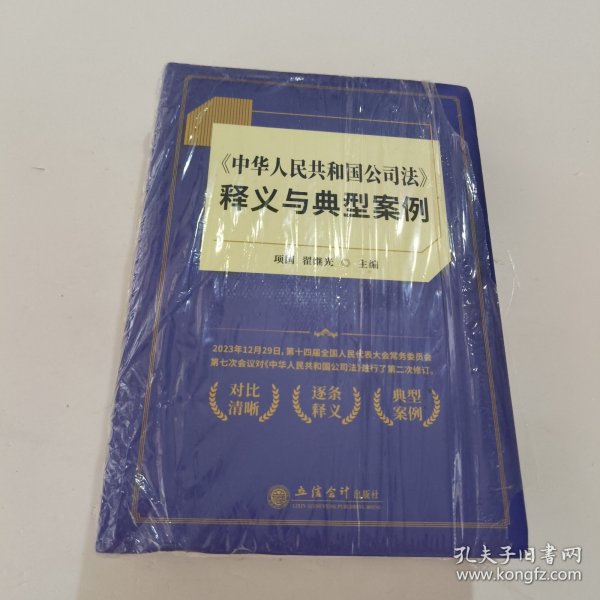 《中华人民共和国公司法》
释义与典型案例
项国 翟继光 ◎ 主编
2023年12月29日，第十四届全国人民代表大会常务委员会
第七次会议对《中华人民共和国公司法》进行了第二次修订。
对比
清晰
逐条
释义
典型
案例
立信会计出版社
LIXIN ACCOUNTING PUBLISHING HOUSE
孔夫子旧书网
www.kongfz.com